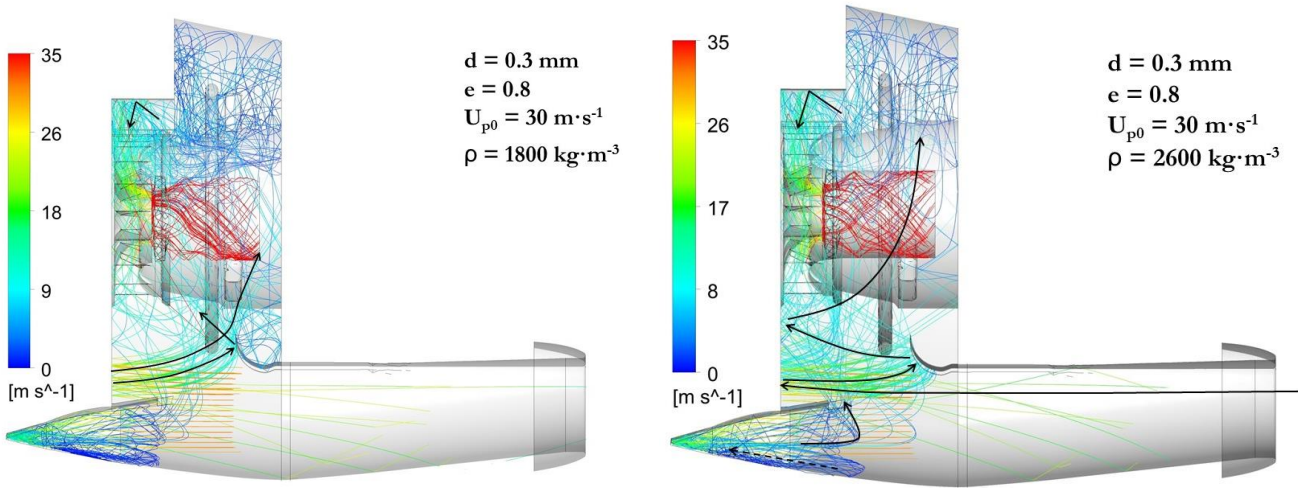 35
26
18
9
0
[m s^-1]
d = 0.3 mm
e = 0.8
Up0 = 30 m·s-1
ρ = 1800 kg·m-3
35
26
17
8
0
[m s^-1]
d = 0.3 mm
e = 0.8
Up0 = 30 m·s-1
ρ = 2600 kg·m-3